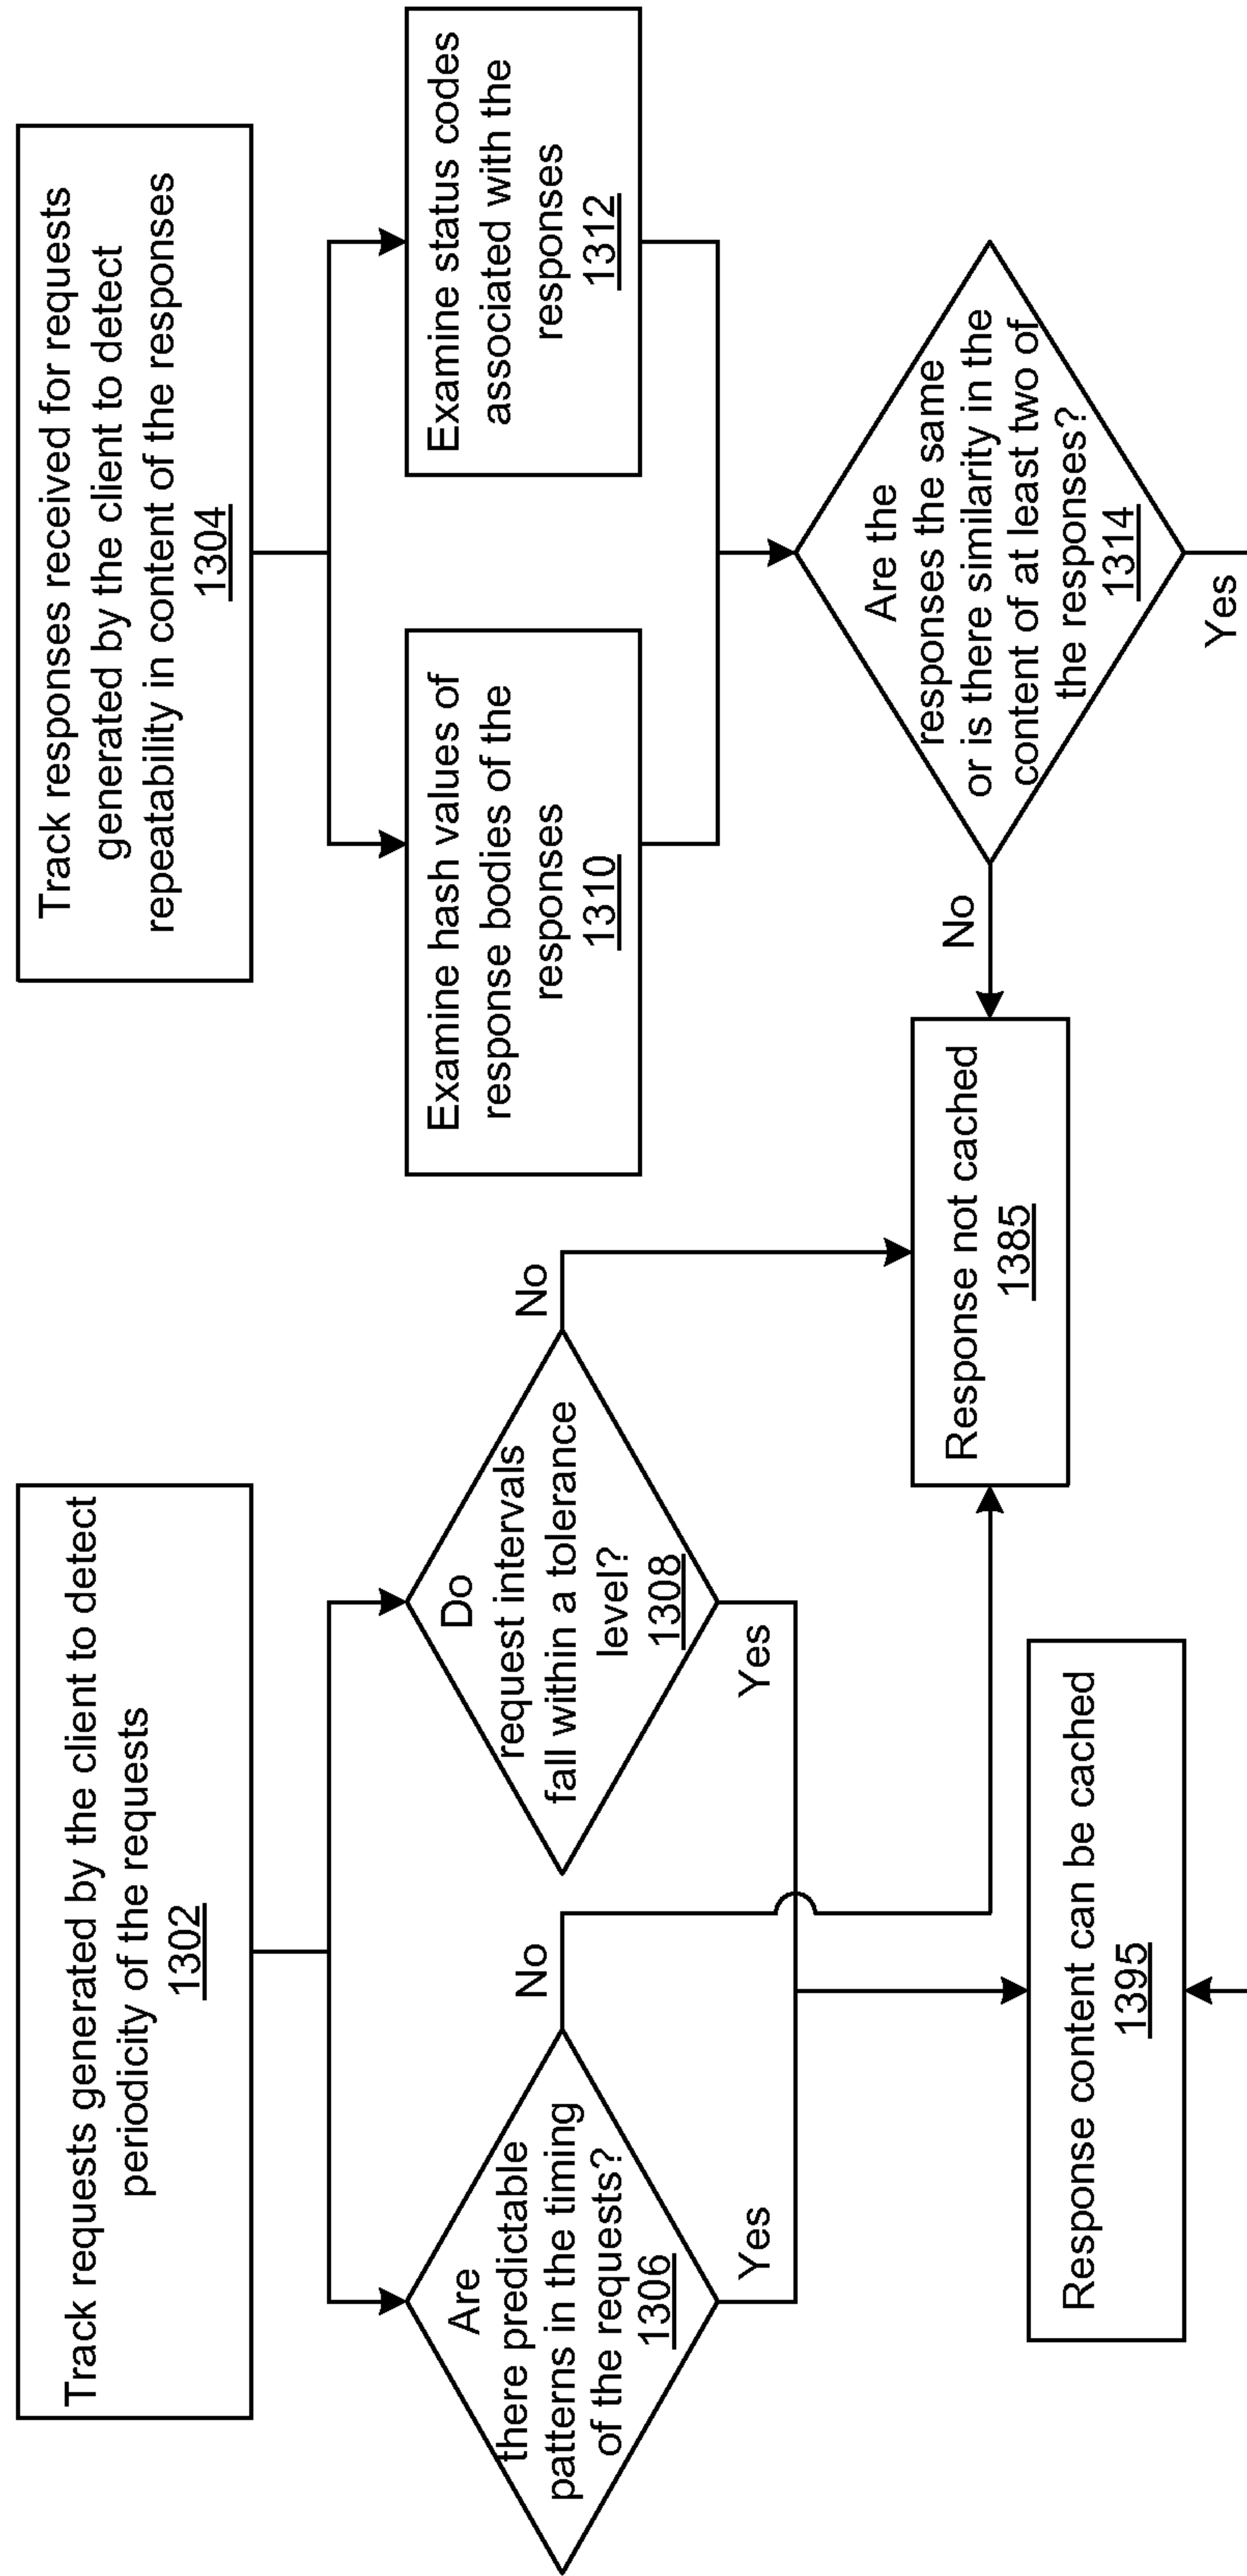 Track requests generated by the client to detect
periodicity of the requests
1302
Track responses received for requests
generated by the client to detect
repeatability in content of the responses
1304
Are
there predictable
patterns in the timing
of the requests?
1306
Do
request intervals
fall within a tolerance
level?
1308
Examine hash values of
response bodies of the
responses
1310
Examine status codes
associated with the
responses
1312
No
No
Yes
Yes
Are the
responses the same
or is there similarity in the
content of at least two of
the responses?
1314
No
Yes
Response not cached
1385
Response content can be cached
1395